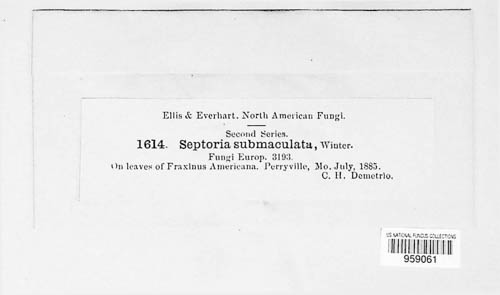 Ellis & Everhart. North American Fungi.
Second Series.
1614. Septoria submaculata, Winter.
Fungi Europ. 3193.
On leaves of Fraxinus Americana. Perryville, Mo. July, 1885.
C. H. Demetrio.
US NATIONAL FUNGUS COLLECTIONS
959061